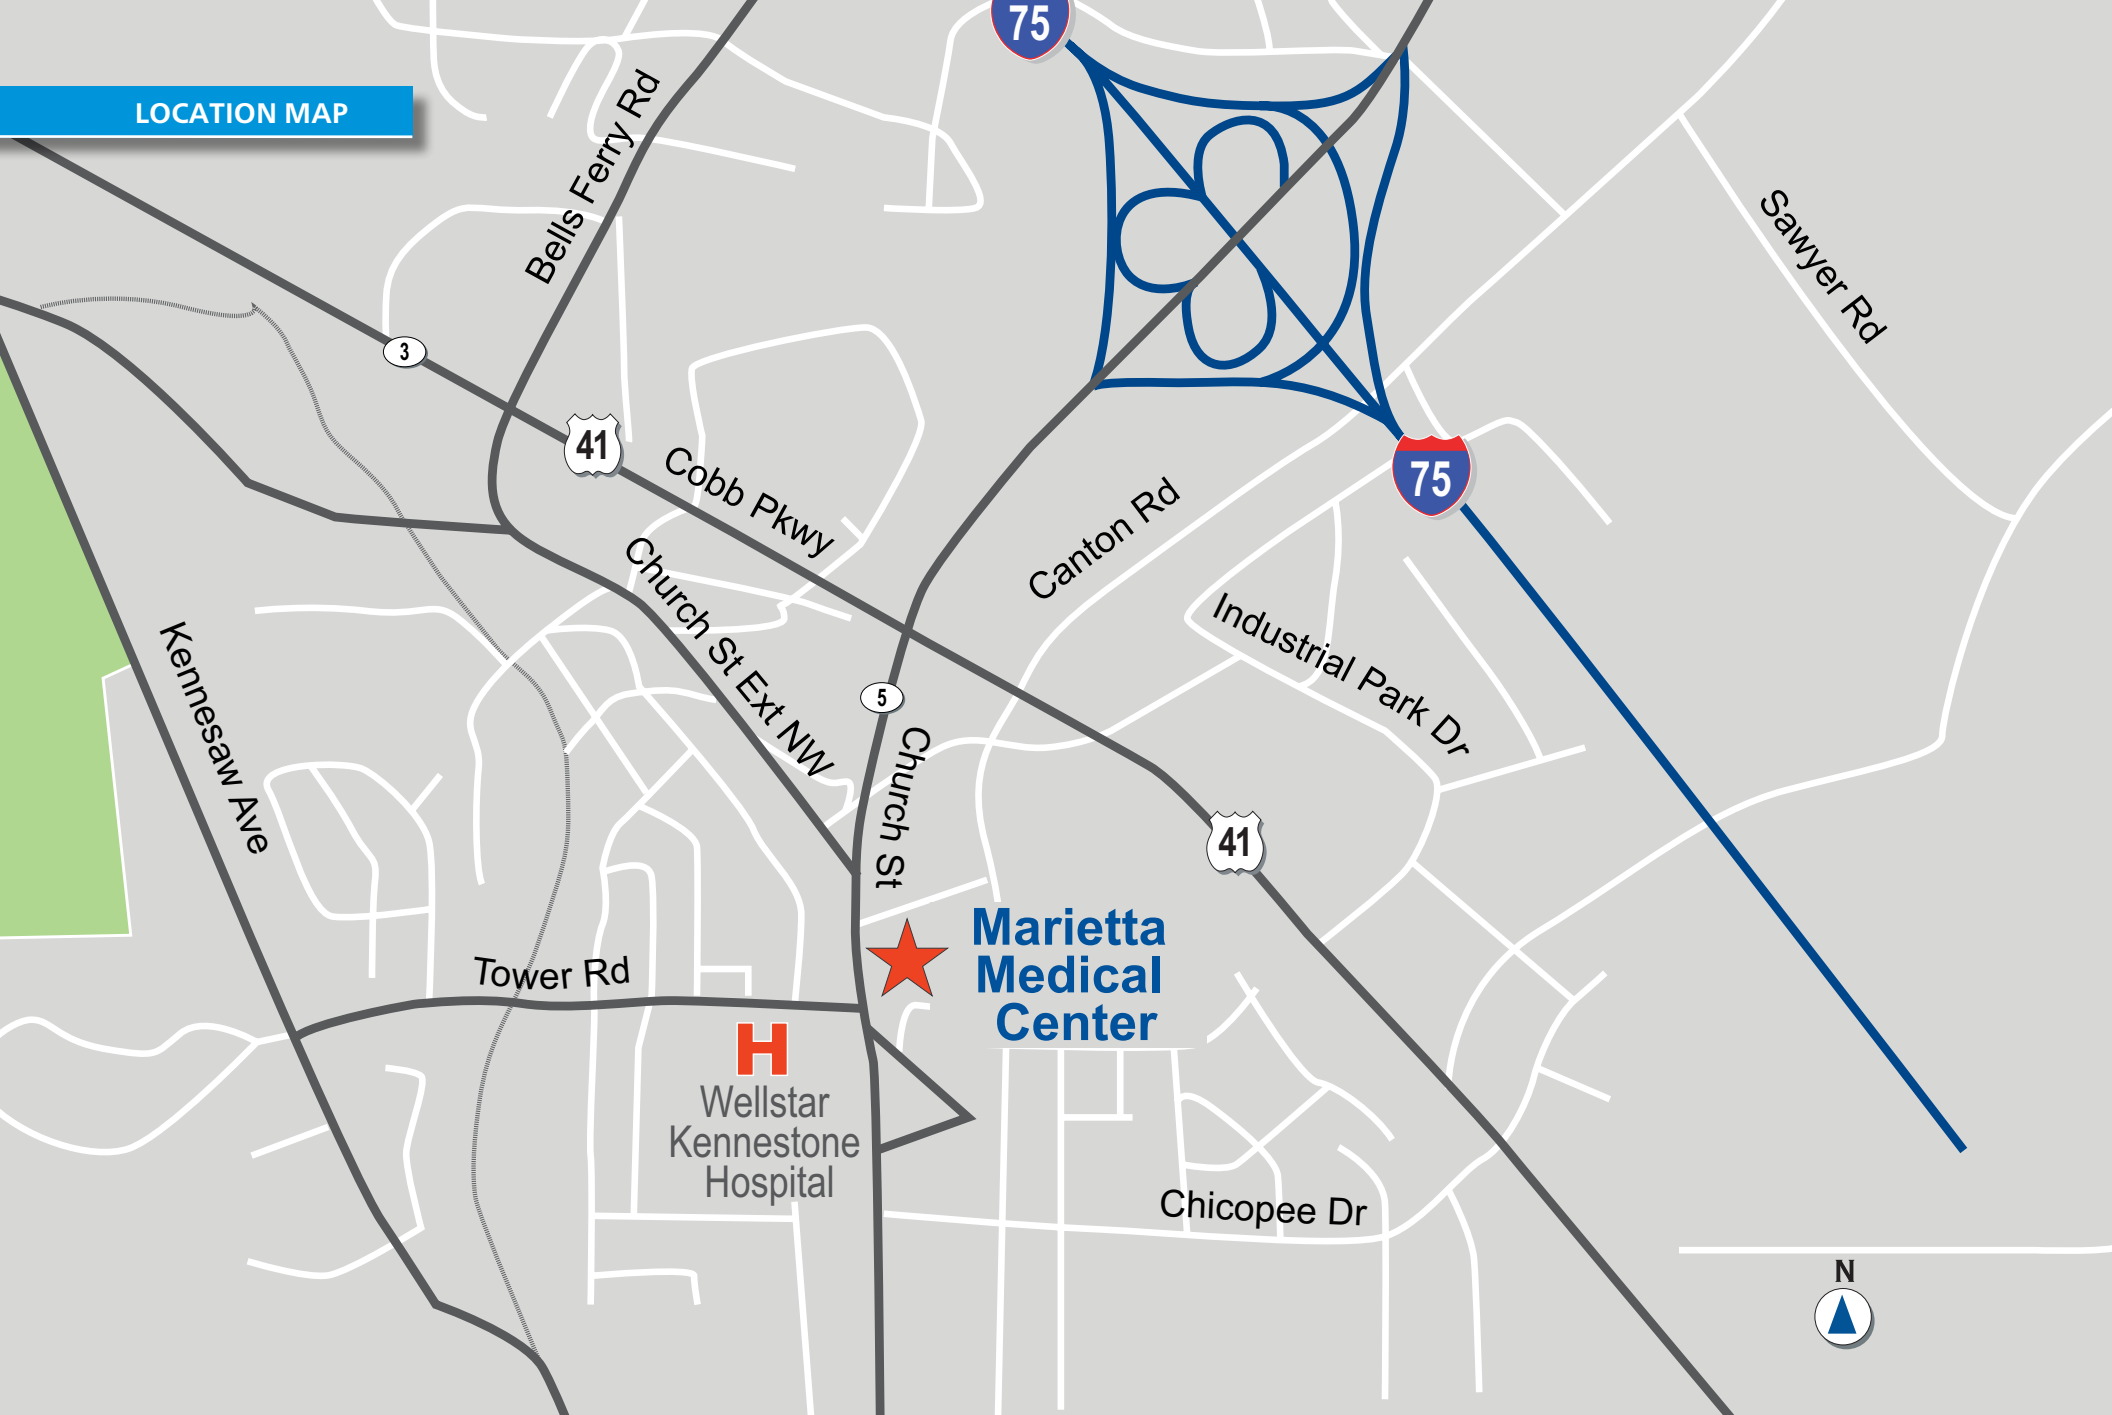 75
LOCATION MAP
Bells Ferry Rd
Sawyer Rd
3
41
Cobb Pkwy
75
Canton Rd
Church St Ext NW
Industrial Park Dr
Kennesaw Ave
5
Church St
41
Marietta
Medical
Center
Tower Rd
H
Wellstar
Kennestone
Hospital
Chicopee Dr
N